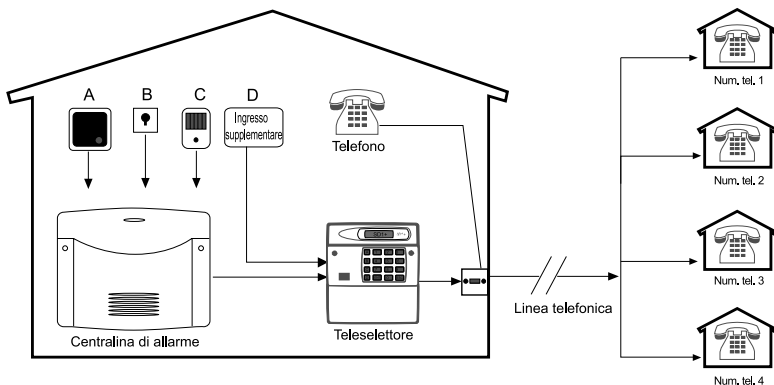 A
B
C
D
Ingresso
supplementare
Telefono
Centralina di allarme
Teleselettore
Linea telefonica
Num. tel. 1
Num. tel. 2
Num. tel. 3
Num. tel. 4